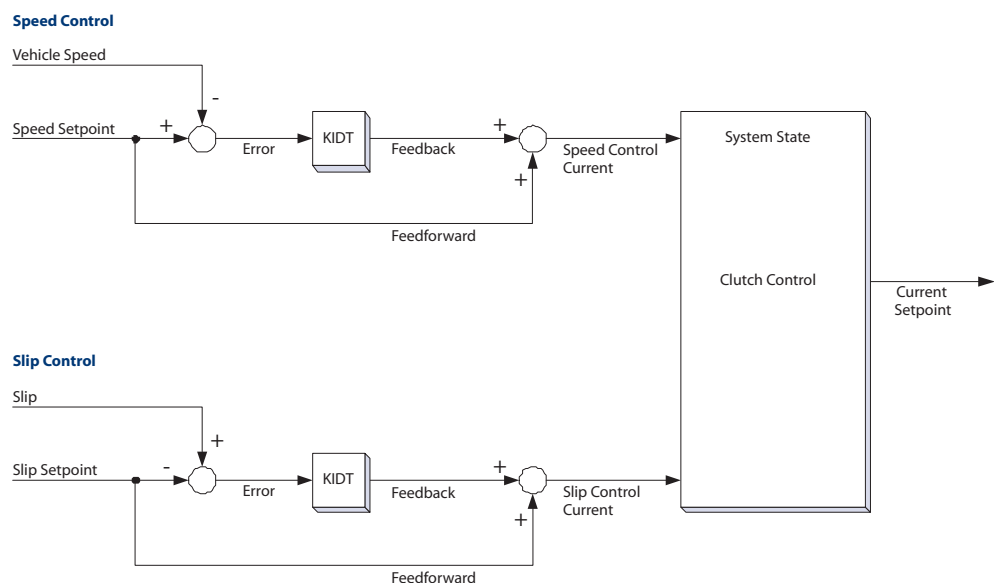 Speed Control
Vehicle Speed
-
Speed Setpoint
+
Error
KIDT
Feedback
+
+
Feedforward
Speed Control
Current
System State
Clutch Control
Current
Setpoint
Slip Control
Slip
+
Slip Setpoint
-
Error
KIDT
Feedback
+
+
Feedforward
Slip Control
Current